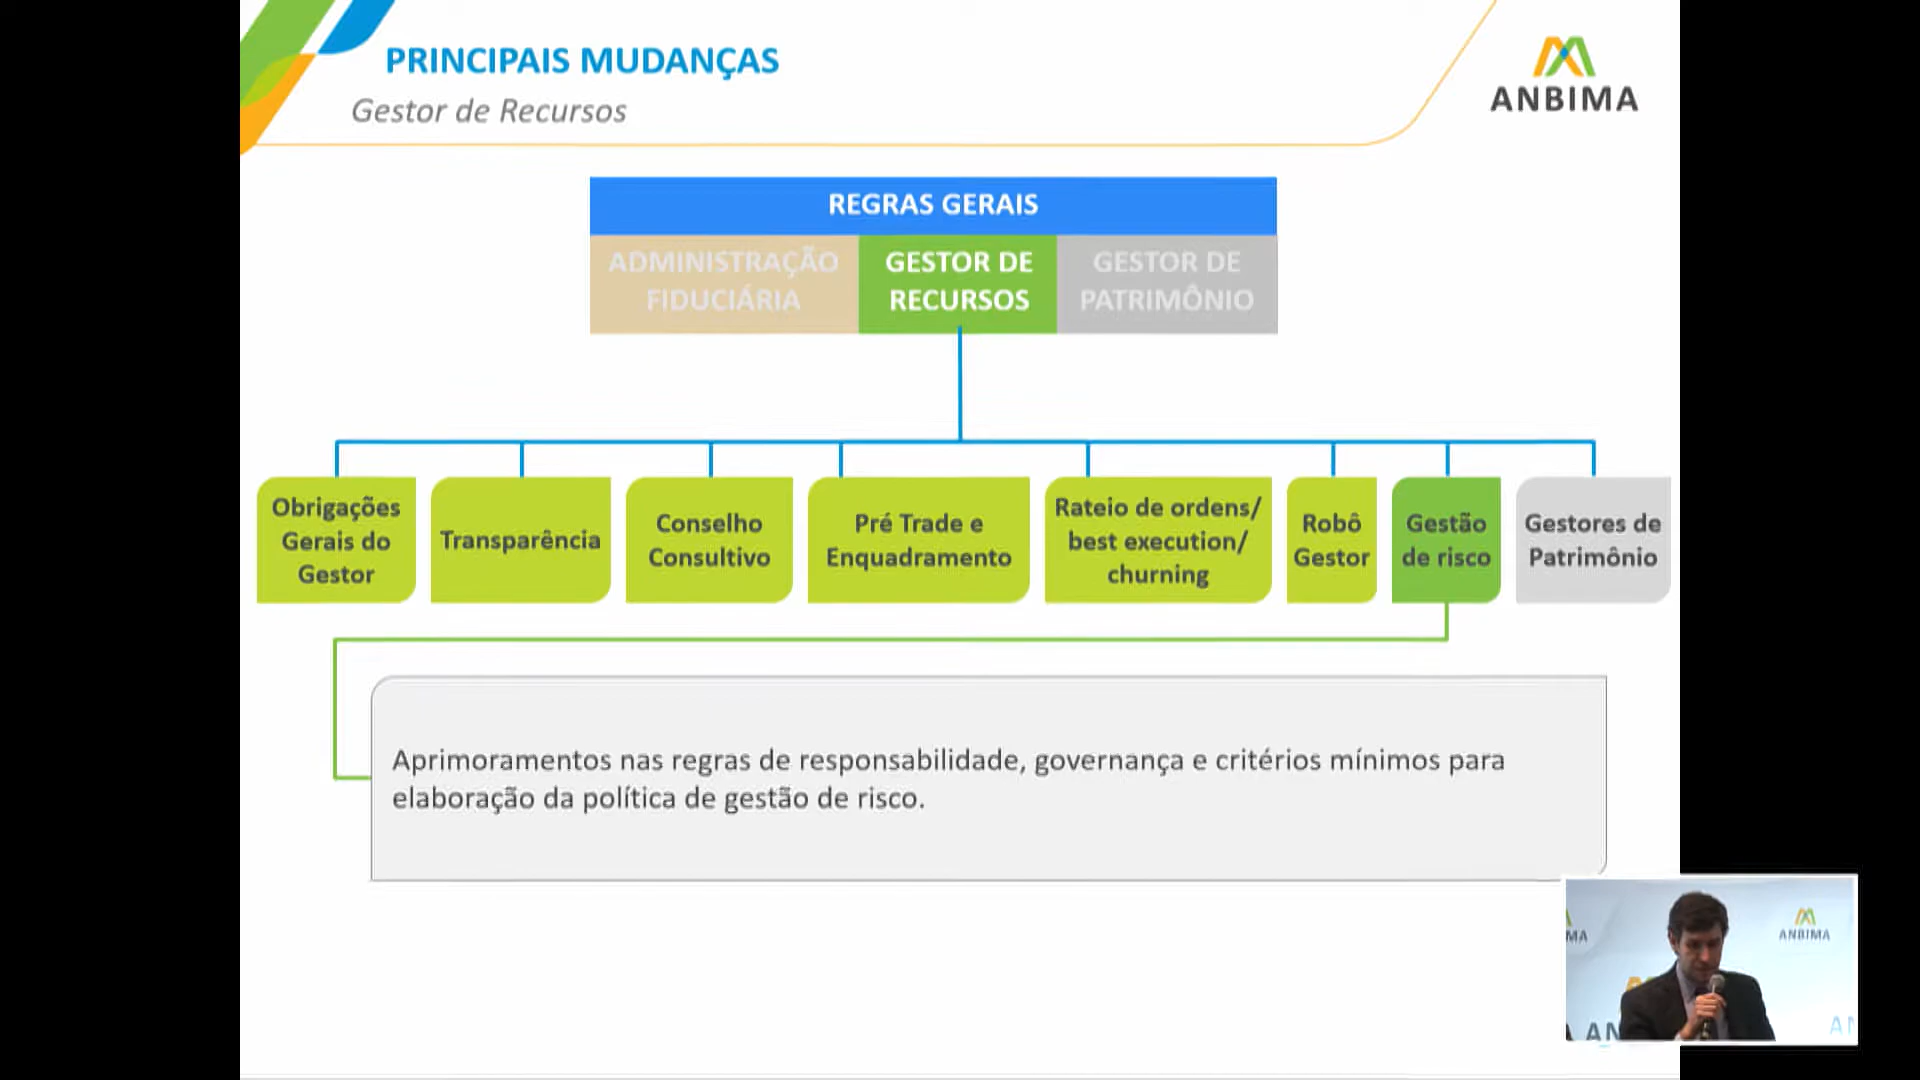 PRINCIPAIS MUDANÇAS
Gestor de Recursos
ANBIMA
REGRAS GERAIS
ADMINISTRAÇÃO
FIDUCIÁRIA
GESTOR DE
RECURSOS
GESTOR DE
PATRIMÔNIO
Obrigações
Gerais do
Gestor
Transparência
Conselho
Consultivo
Pré Trade e
Enquadramento
Rateio de ordens/
best execution/
churning
Robô
Gestor
Gestão
de risco
Gestores de
Patrimônio
Aprimoramentos nas regras de responsabilidade, governança e critérios mínimos para
elaboração da política de gestão de risco.
MA
ANBIMA
AN
AN